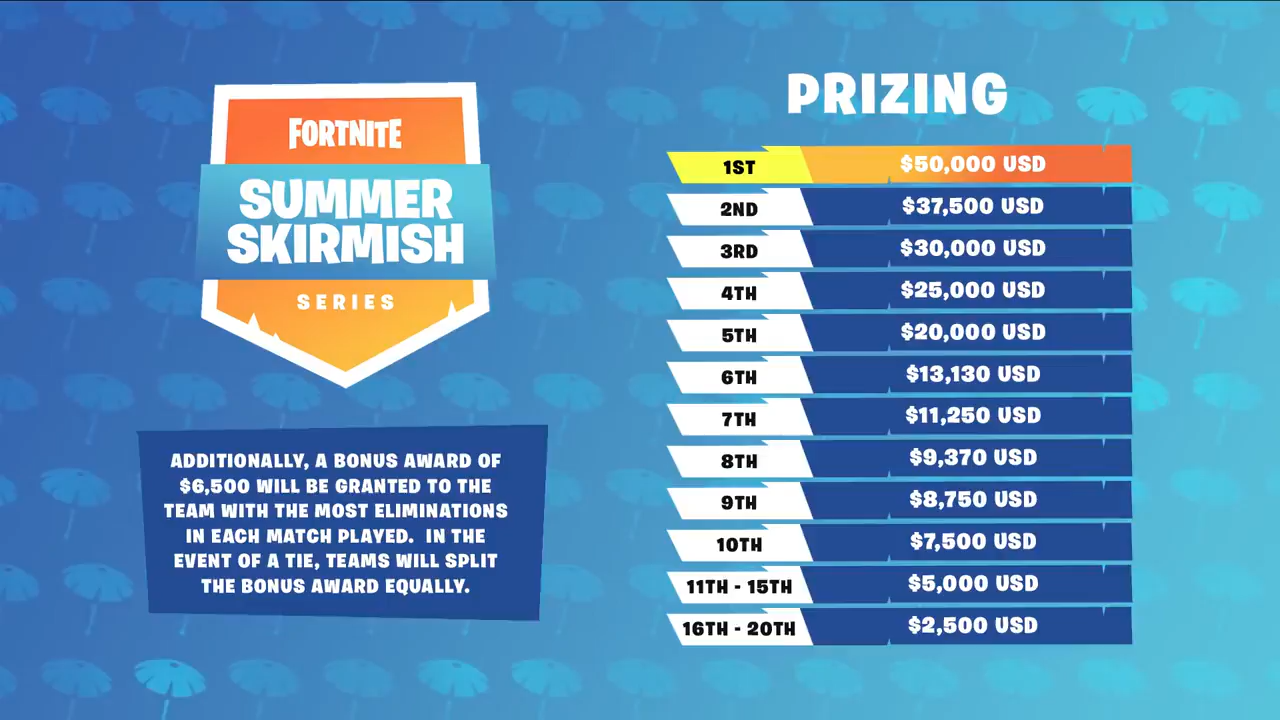 FORTNITE
SUMMER
SKIRMISH
SERIES
ADDITIONALLY, A BONUS AWARD OF
$6,500 WILL BE GRANTED TO THE
TEAM WITH THE MOST ELIMINATIONS
IN EACH MATCH PLAYED. IN THE
EVENT OF A TIE, TEAMS WILL SPLIT
THE BONUS AWARD EQUALLY.
PRIZING
1ST $50,000 USD
2ND $37,500 USD
3RD $30,000 USD
4TH $25,000 USD
5TH $20,000 USD
6TH $13,130 USD
7TH $11,250 USD
8TH $9,370 USD
9TH $8,750 USD
10TH $7,500 USD
11TH - 15TH $5,000 USD
16TH - 20TH $2,500 USD